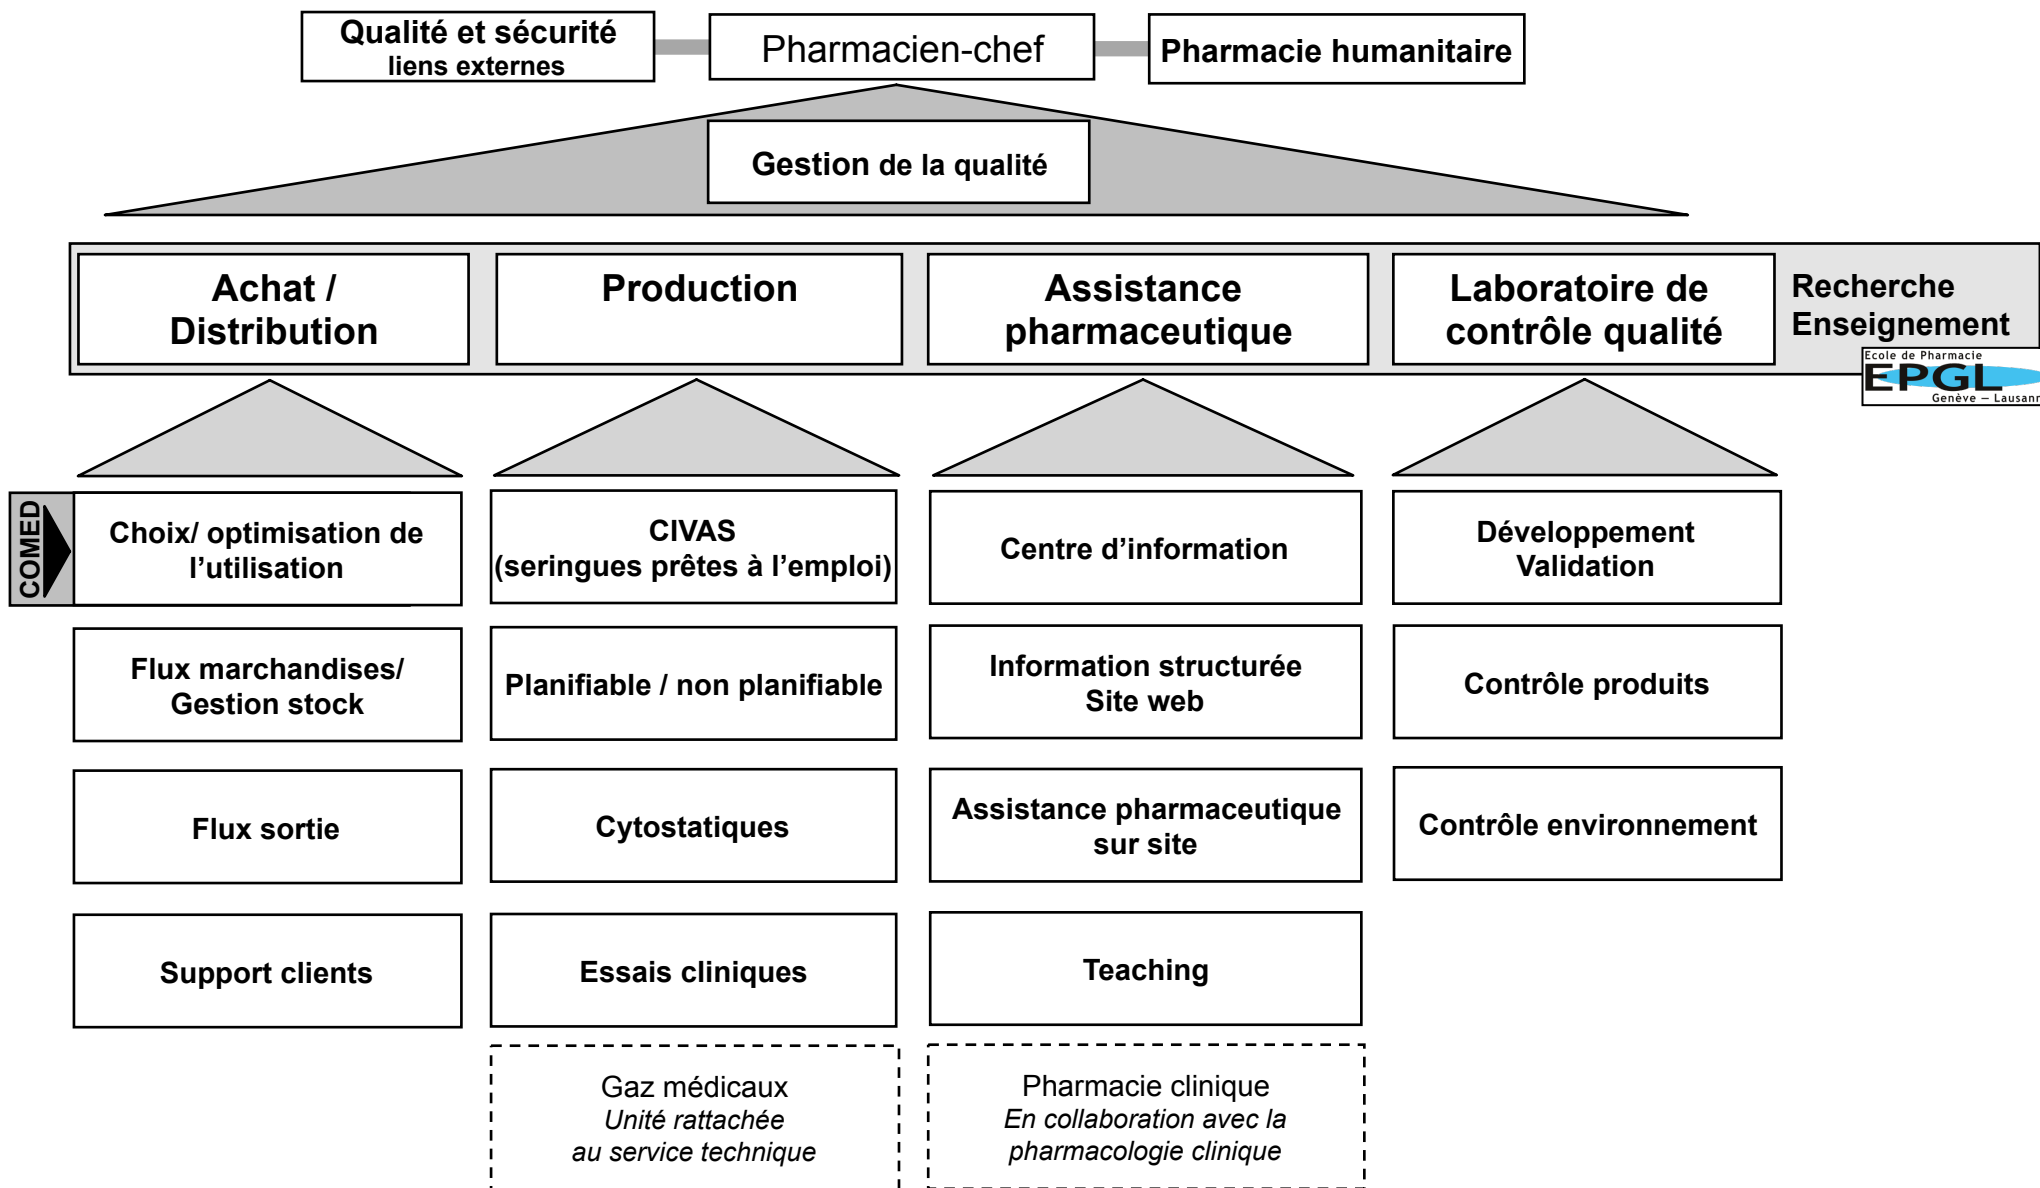 Qualité et sécurité
liens externes
Pharmacien-chef
Pharmacie humanitaire
Gestion de la qualité
Achat /
Distribution
Production
Assistance
pharmaceutique
Laboratoire de
contrôle qualité
Recherche
Enseignement
Ecole de Pharmacie
EPGL
Genève – Lausann
COMED
Choix/ optimisation de
l’utilisation
CIVAS
(seringues prêtes à l’emploi)
Centre d’information
Développement
Validation
Flux marchandises/
Gestion stock
Planifiable / non planifiable
Information structurée
Site web
Contrôle produits
Flux sortie
Cytostatiques
Assistance pharmaceutique
sur site
Contrôle environnement
Support clients
Essais cliniques
Teaching
Gaz médicaux
Unité rattachée
au service technique
Pharmacie clinique
En collaboration avec la
pharmacologie clinique